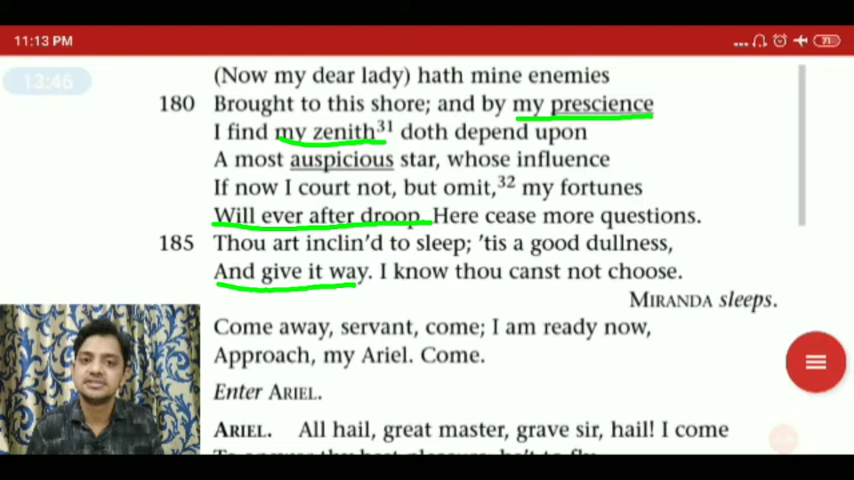 11:13 PM
71
13:46
(Now my dear lady) hath mine enemies
180 Brought to this shore; and by my prescience
I find my zenith31 doth depend upon
A most auspicious star, whose influence
If now I court not, but omit,32 my fortunes
Will ever after droop. Here cease more questions.
185 Thou art inclin’d to sleep; ’tis a good dullness,
And give it way. I know thou canst not choose.
MIRANDA sleeps.
Come away, servant, come; I am ready now,
Approach, my Ariel. Come.
Enter ARIEL.
ARIEL. All hail, great master, grave sir, hail! I come